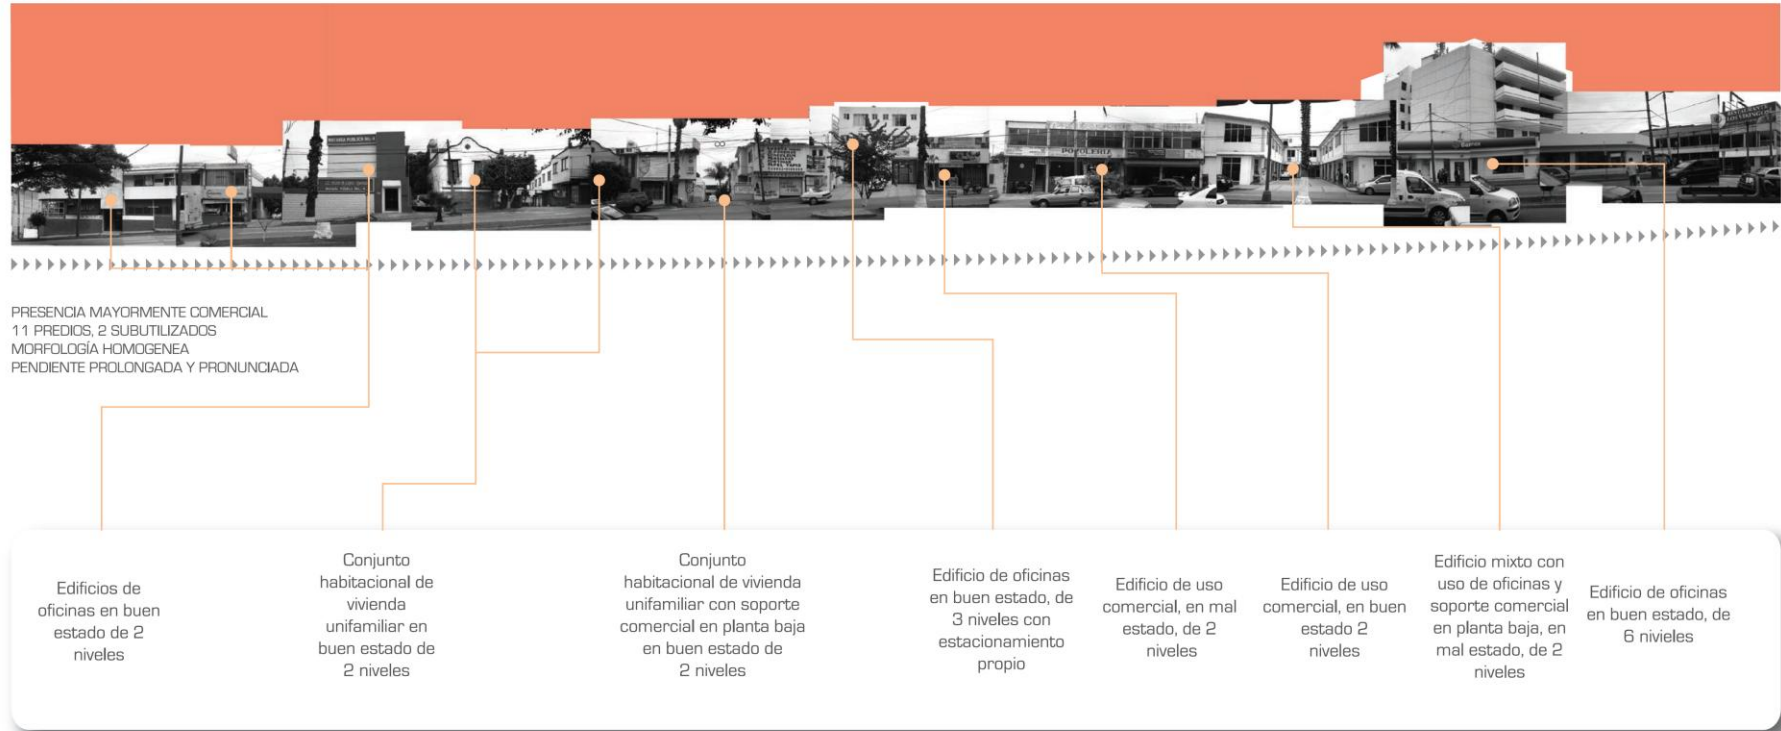 NOTARIA PUBLICA No.
POZOLERIA
PRESENCIA MAYORMENTE COMERCIAL
11 PREDIOS, 2 SUBUTILIZADOS
MORFOLOGÍA HOMOGENEA
PENDIENTE PROLONGADA Y PRONUNCIADA
Edificios de
oficinas en buen
estado de 2
niveles
Conjunto
habitacional de
vivienda
unifamiliar en
buen estado de
2 niveles
Conjunto
habitacional de vivienda
unifamiliar con soporte
comercial en planta baja
en buen estado de
2 niveles
Edificio de oficinas
en buen estado, de
3 niveles con
estacionamiento
propio
Edificio de uso
comercial, en mal
estado, de 2
niveles
Edificio de uso
comercial, en buen
estado 2
niveles
Edificio mixto con
uso de oficinas y
soporte comercial
en planta baja, en
mal estado, de 2
niveles
Edificio de oficinas
en buen estado, de
6 nivieles